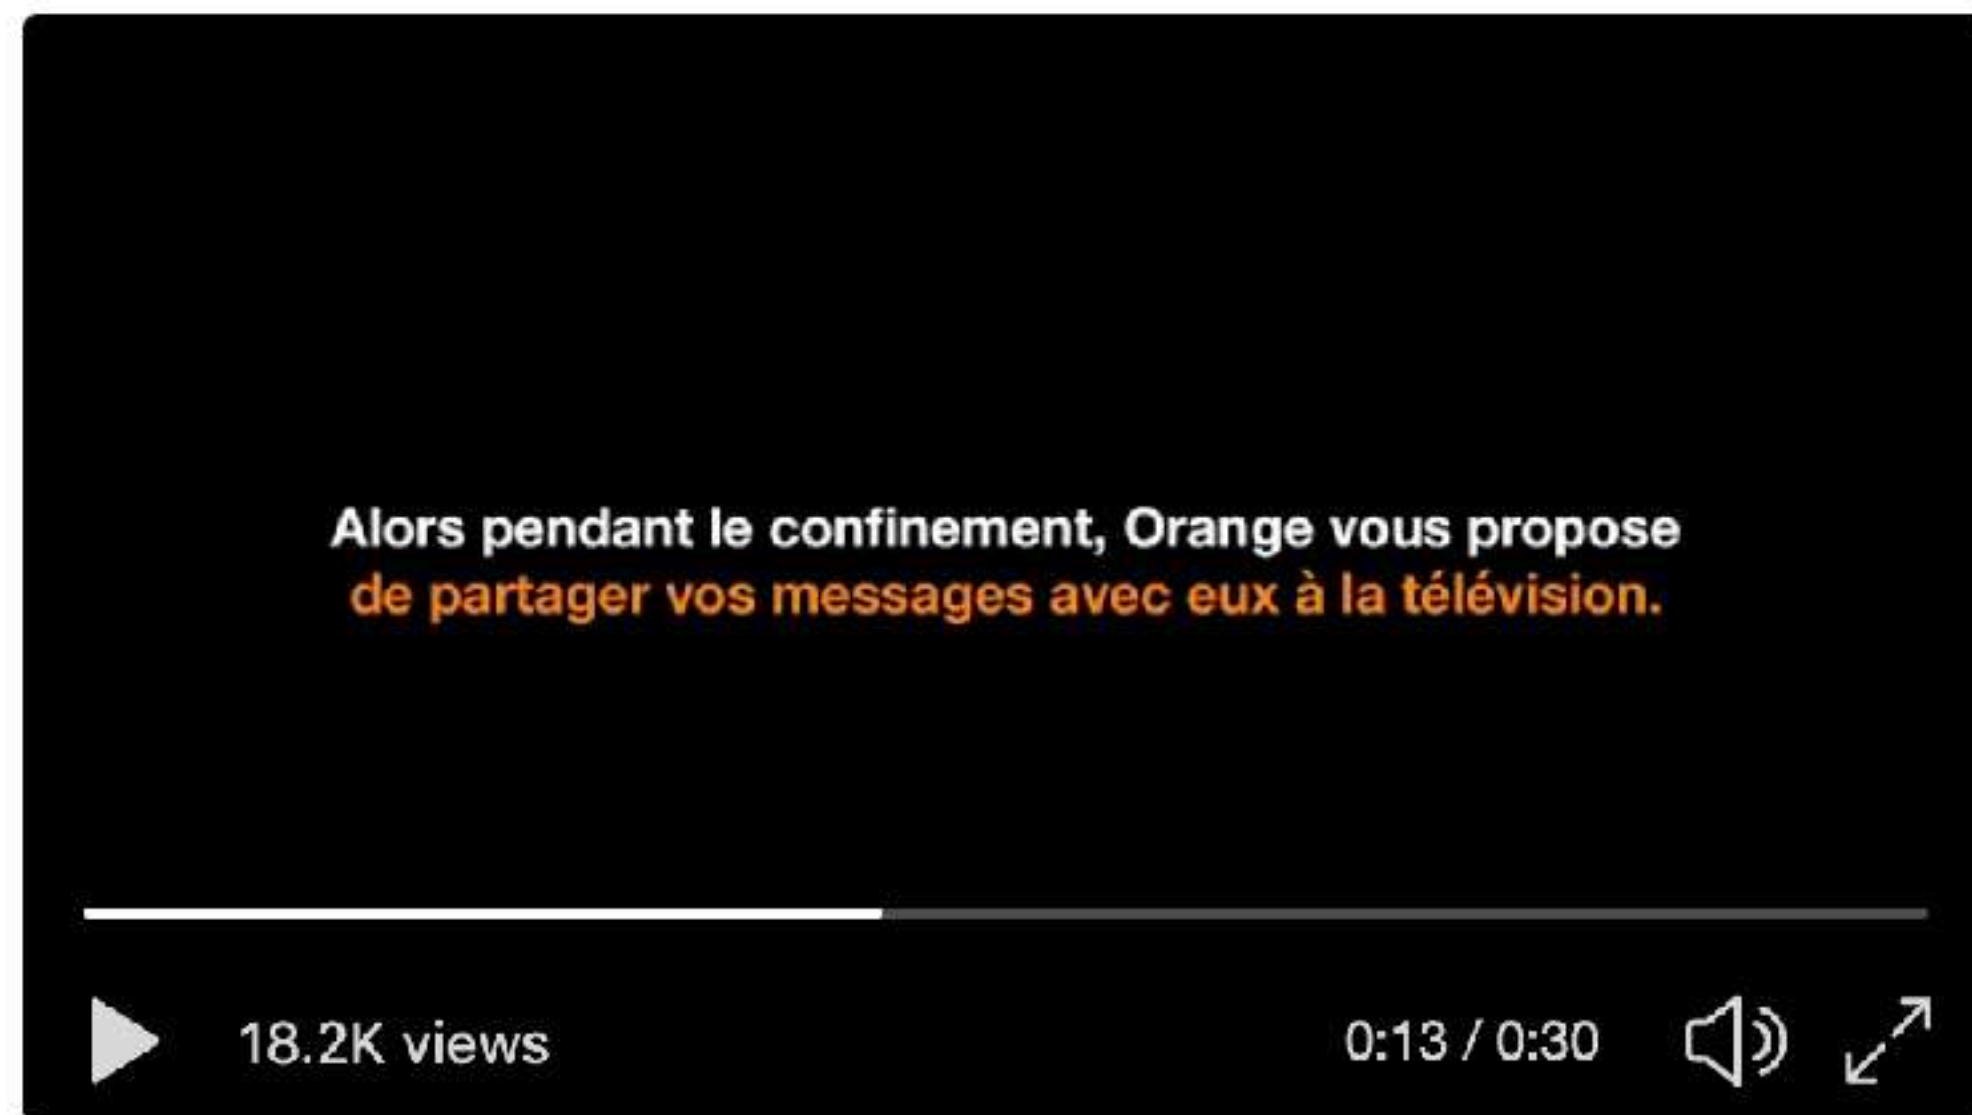 Alors pendant le confinement, Orange vous propose
de partager vos messages avec eux à la télévision.
18.2K views
0:13 / 0:30